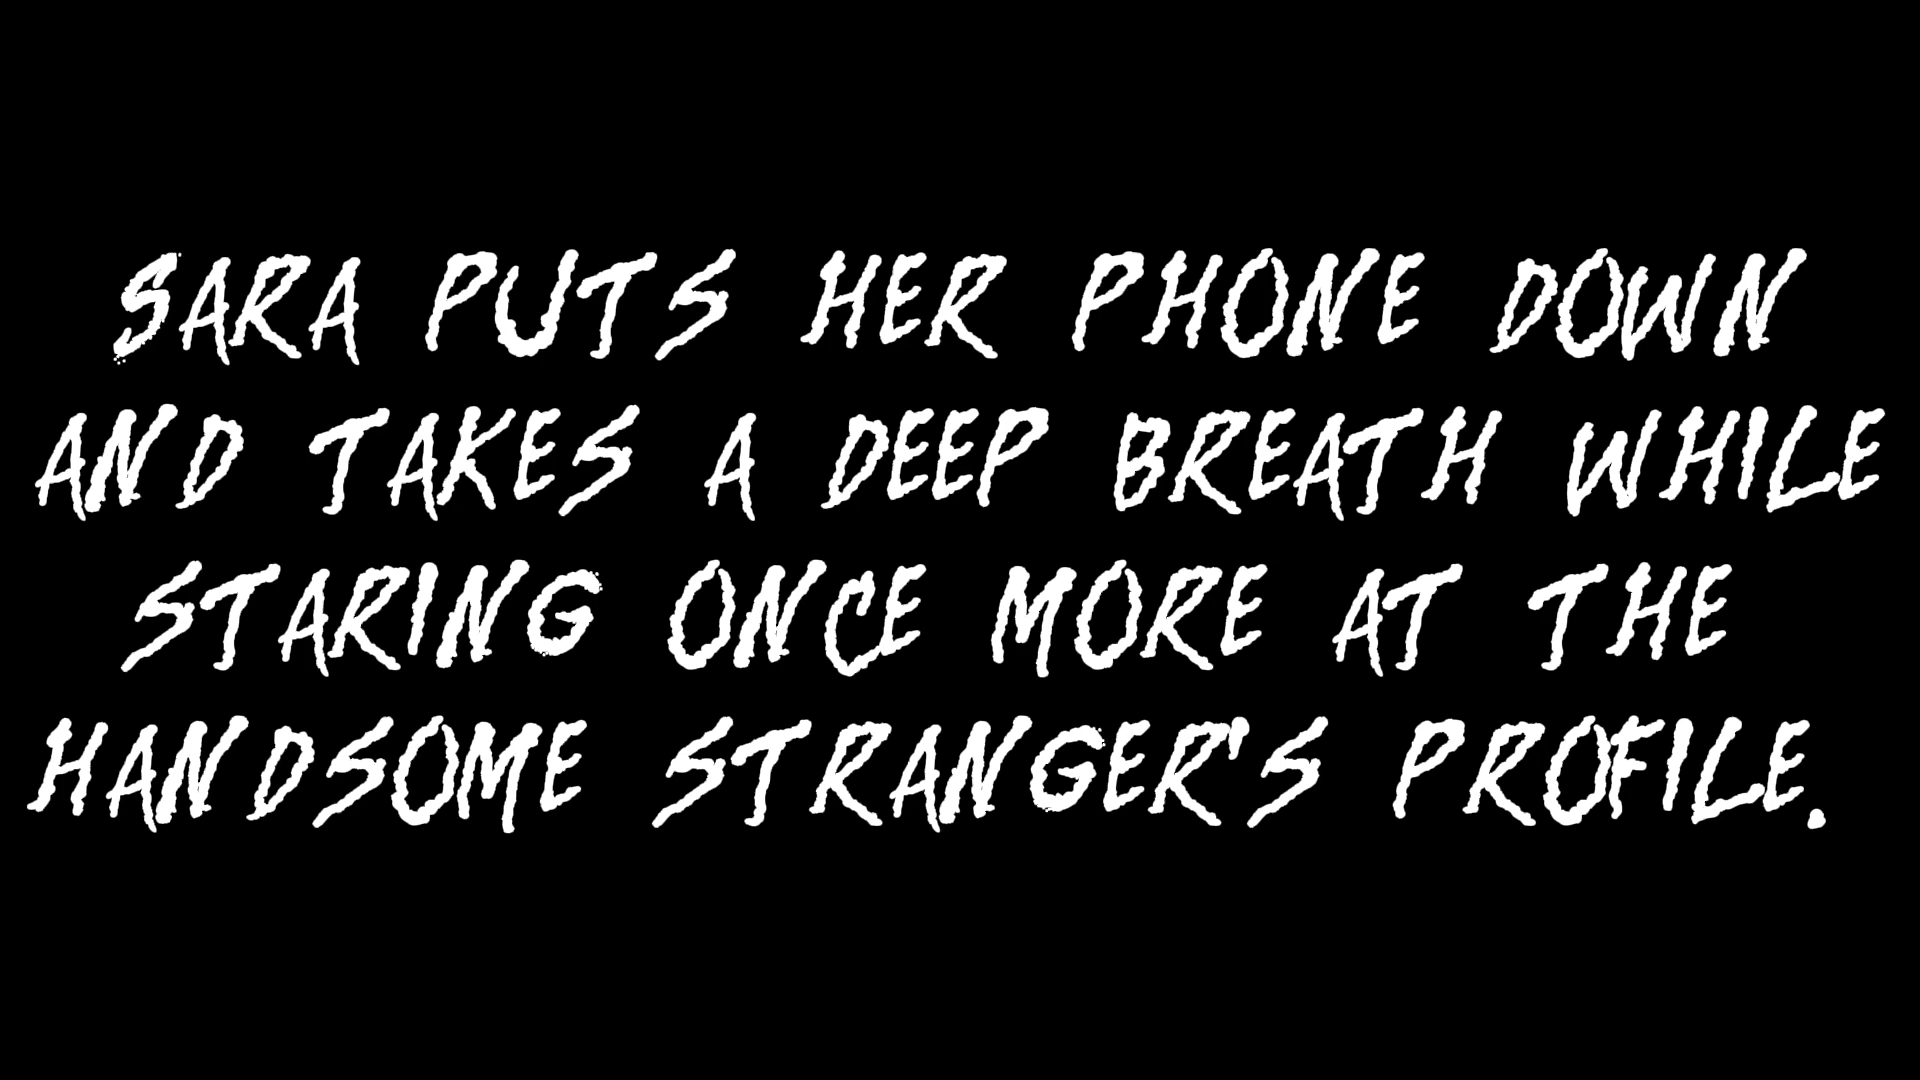 SARA PUTS HER PHONE DOWN
AND TAKES A DEEP BREATH WHILE
STARING ONCE MORE AT THE
HANDSOME STRANGER'S PROFILE.